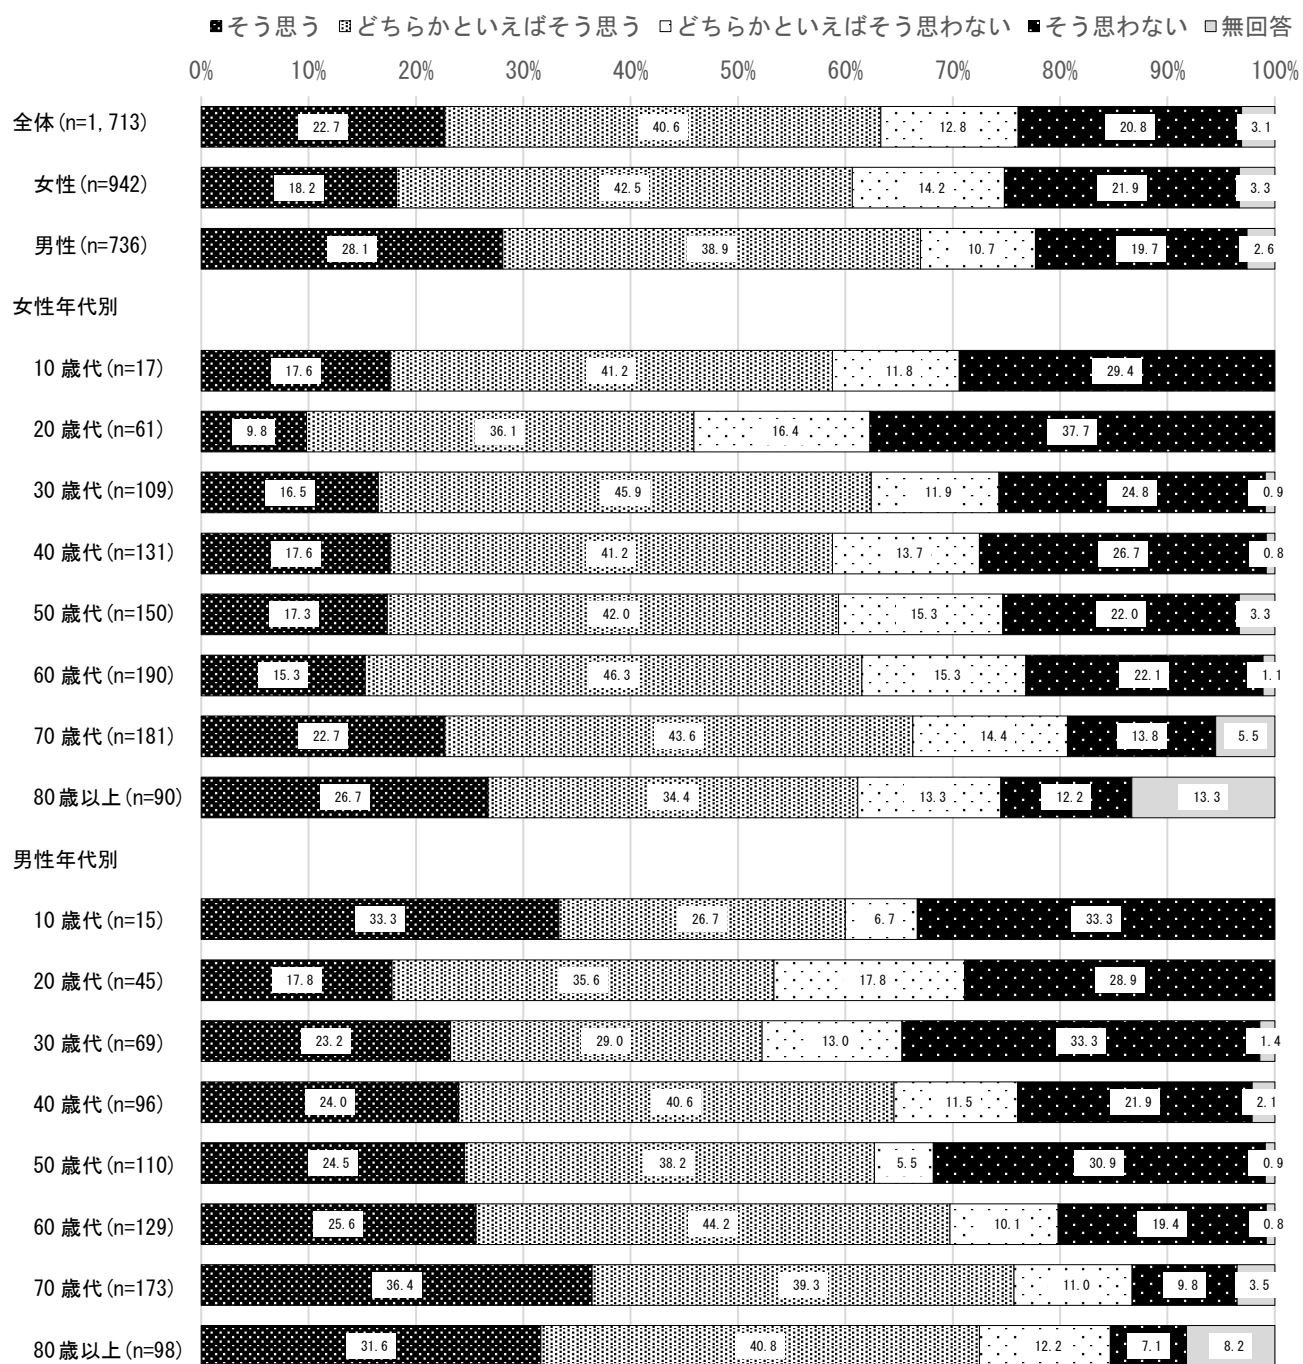 ■そう思う ▩どちらかといえばそう思う □どちらかといえばそう思わない ■そう思わない □無回答
0% 10% 20% 30% 40% 50% 60% 70% 80% 90% 100%
全体(n=1,713) 22.7 40.6 12.8 20.8 3.1
女性(n=942) 18.2 42.5 14.2 21.9 3.3
男性(n=736) 28.1 38.9 10.7 19.7 2.6
女性年代別
10歳代(n=17) 17.6 41.2 11.8 29.4
20歳代(n=61) 9.8 36.1 16.4 37.7
30歳代(n=109) 16.5 45.9 11.9 24.8 0.9
40歳代(n=131) 17.6 41.2 13.7 26.7 0.8
50歳代(n=150) 17.3 42.0 15.3 22.0 3.3
60歳代(n=190) 15.3 46.3 15.3 22.1 1.1
70歳代(n=181) 22.7 43.6 14.4 13.8 5.5
80歳以上(n=90) 26.7 34.4 13.3 12.2 13.3
男性年代別
10歳代(n=15) 33.3 26.7 6.7 33.3
20歳代(n=45) 17.8 35.6 17.8 28.9
30歳代(n=69) 23.2 29.0 13.0 33.3 1.4
40歳代(n=96) 24.0 40.6 11.5 21.9 2.1
50歳代(n=110) 24.5 38.2 5.5 30.9 0.9
60歳代(n=129) 25.6 44.2 10.1 19.4 0.8
70歳代(n=173) 36.4 39.3 11.0 9.8 3.5
80歳以上(n=98) 31.6 40.8 12.2 7.1 8.2